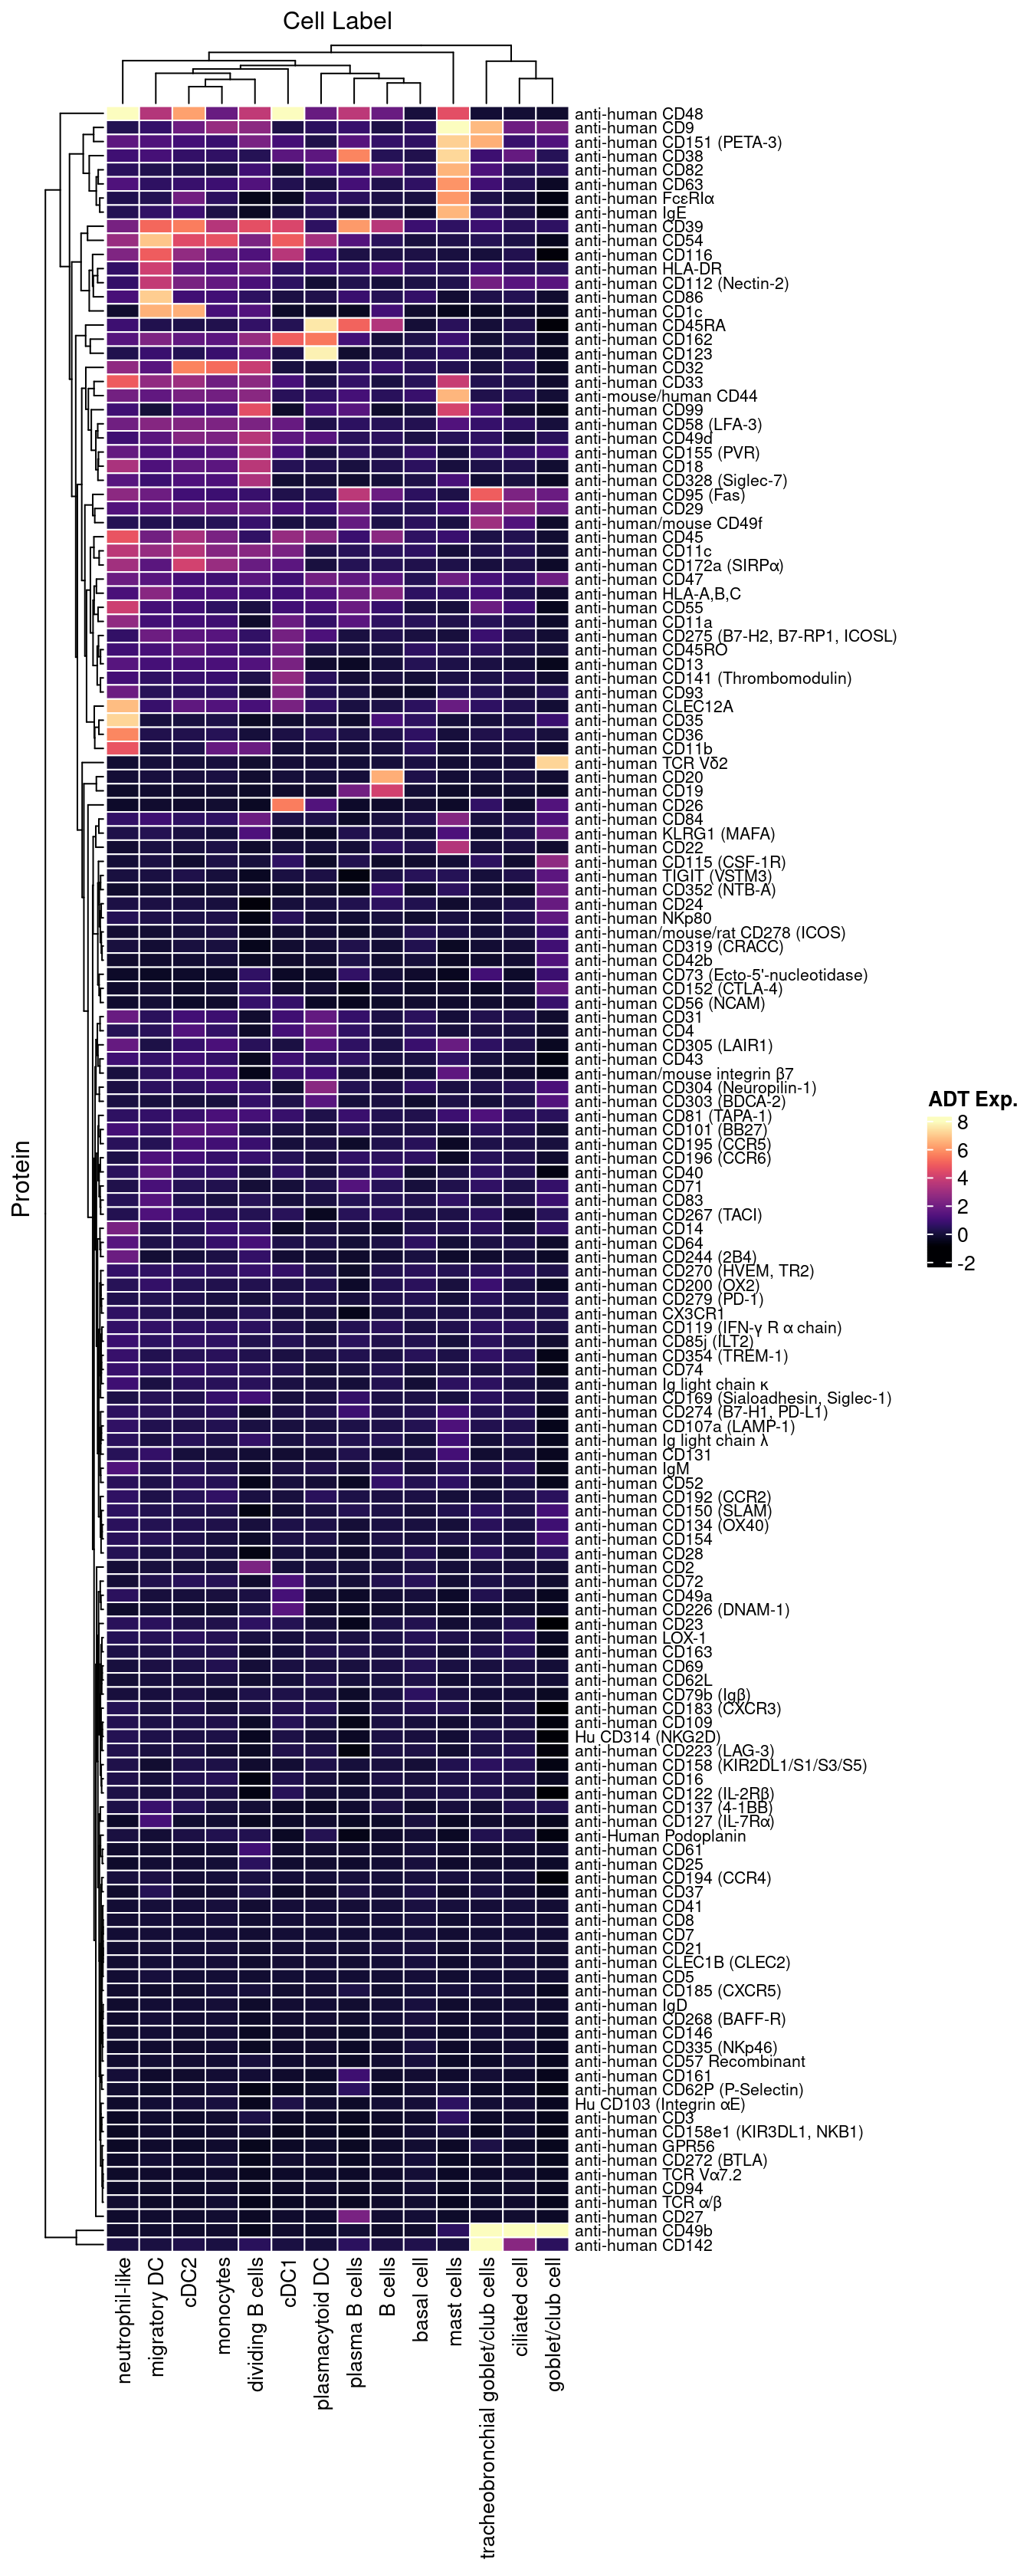 Cell Label
anti-human CD48
anti-human CD9
anti-human CD151 (PETA-3)
anti-human CD38
anti-human CD82
anti-human CD63
anti-human FcεRIα
anti-human IgE
anti-human CD39
anti-human CD54
anti-human CD116
anti-human HLA-DR
anti-human CD112 (Nectin-2)
anti-human CD86
anti-human CD1c
anti-human CD45RA
anti-human CD162
anti-human CD123
anti-human CD32
anti-human CD33
anti-mouse/human CD44
anti-human CD99
anti-human CD58 (LFA-3)
anti-human CD49d
anti-human CD155 (PVR)
anti-human CD18
anti-human CD328 (Siglec-7)
anti-human CD95 (Fas)
anti-human CD29
anti-human/mouse CD49f
anti-human CD45
anti-human CD11c
anti-human CD172a (SIRPα)
anti-human CD47
anti-human HLA-A,B,C
anti-human CD55
anti-human CD11a
anti-human CD275 (B7-H2, B7-RP1, ICOSL)
anti-human CD45RO
anti-human CD13
anti-human CD141 (Thrombomodulin)
anti-human CD93
anti-human CLEC12A
anti-human CD35
anti-human CD36
anti-human CD11b
anti-human TCR Vδ2
anti-human CD20
anti-human CD19
anti-human CD26
anti-human CD84
anti-human KLRG1 (MAFA)
anti-human CD22
anti-human CD115 (CSF-1R)
anti-human TIGIT (VSTM3)
anti-human CD352 (NTB-A)
anti-human CD24
anti-human NKp80
anti-human/mouse/rat CD278 (ICOS)
anti-human CD319 (CRACC)
anti-human CD42b
anti-human CD73 (Ecto-5'-nucleotidase)
anti-human CD152 (CTLA-4)
anti-human CD56 (NCAM)
anti-human CD31
anti-human CD4
anti-human CD305 (LAIR1)
anti-human CD43
anti-human/mouse integrin β7
anti-human CD304 (Neuropilin-1)
anti-human CD303 (BDCA-2)
anti-human CD81 (TAPA-1)
anti-human CD101 (BB27)
anti-human CD195 (CCR5)
anti-human CD196 (CCR6)
anti-human CD40
anti-human CD71
anti-human CD83
anti-human CD267 (TACI)
anti-human CD14
anti-human CD64
anti-human CD244 (2B4)
anti-human CD270 (HVEM, TR2)
anti-human CD200 (OX2)
anti-human CD279 (PD-1)
anti-human CX3CR1
anti-human CD119 (IFN-γ R α chain)
anti-human CD85j (ILT2)
anti-human CD354 (TREM-1)
anti-human CD74
anti-human Ig light chain κ
anti-human CD169 (Sialoadhesin, Siglec-1)
anti-human CD274 (B7-H1, PD-L1)
anti-human CD107a (LAMP-1)
anti-human Ig light chain λ
anti-human CD131
anti-human IgM
anti-human CD52
anti-human CD192 (CCR2)
anti-human CD150 (SLAM)
anti-human CD134 (OX40)
anti-human CD154
anti-human CD28
anti-human CD2
anti-human CD72
anti-human CD49a
anti-human CD226 (DNAM-1)
anti-human CD23
anti-human LOX-1
anti-human CD163
anti-human CD69
anti-human CD62L
anti-human CD79b (Igβ)
anti-human CD183 (CXCR3)
anti-human CD109
Hu CD314 (NKG2D)
anti-human CD223 (LAG-3)
anti-human CD158 (KIR2DL1/S1/S3/S5)
anti-human CD16
anti-human CD122 (IL-2Rβ)
anti-human CD137 (4-1BB)
anti-human CD127 (IL-7Rα)
anti-Human Podoplanin
anti-human CD61
anti-human CD25
anti-human CD194 (CCR4)
anti-human CD37
anti-human CD41
anti-human CD8
anti-human CD7
anti-human CD21
anti-human CLEC1B (CLEC2)
anti-human CD5
anti-human CD185 (CXCR5)
anti-human IgD
anti-human CD268 (BAFF-R)
anti-human CD146
anti-human CD335 (NKp46)
anti-human CD57 Recombinant
anti-human CD161
anti-human CD62P (P-Selectin)
Hu CD103 (Integrin αE)
anti-human CD3
anti-human CD158e1 (KIR3DL1, NKB1)
anti-human GPR56
anti-human CD272 (BTLA)
anti-human TCR Vα7.2
anti-human CD94
anti-human TCR α/β
anti-human CD27
anti-human CD49b
anti-human CD142
Protein
ADT Exp.
8
6
4
2
0
-2
neutrophil-like
migratory DC
cDC2
monocytes
dividing B cells
cDC1
plasmacytoid DC
plasma B cells
B cells
basal cell
mast cells
tracheobronchial goblet/club cells
ciliated cell
goblet/club cell